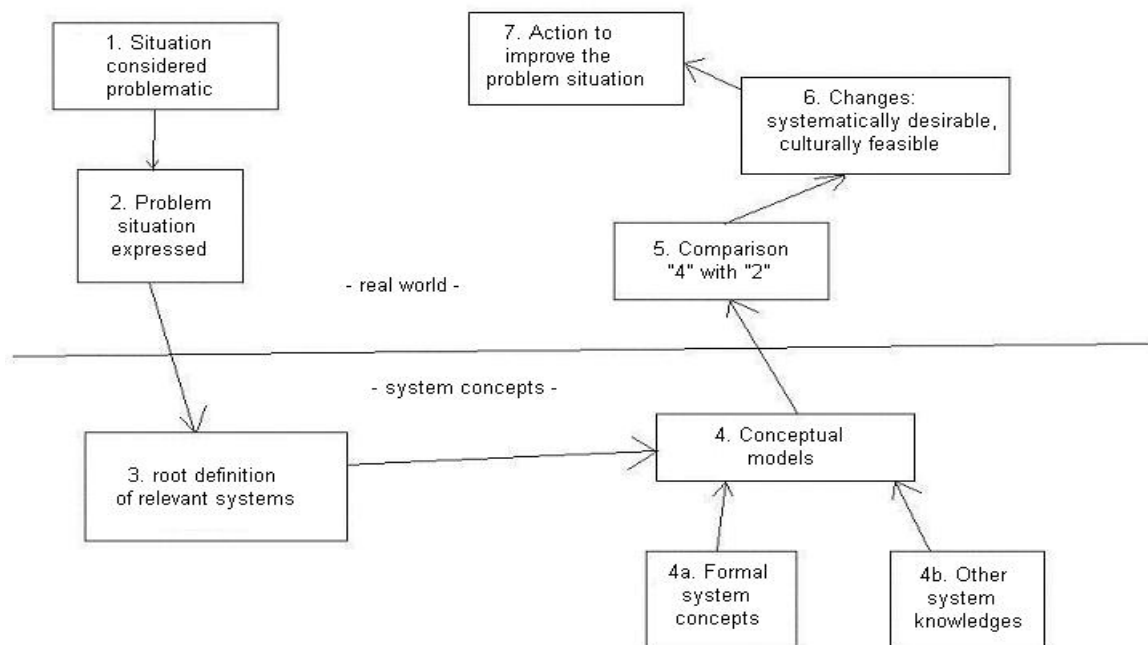 1. Situation
considered
problematic
2. Problem
situation
expressed
- real world -
- system concepts -
3. root definition
of relevant systems
4. Conceptual
models
4a. Formal
system
concepts
4b. Other
system
knowledges
5. Comparison
"4" with "2"
6. Changes:
systematically desirable,
culturally feasible
7. Action to
improve the
problem situation